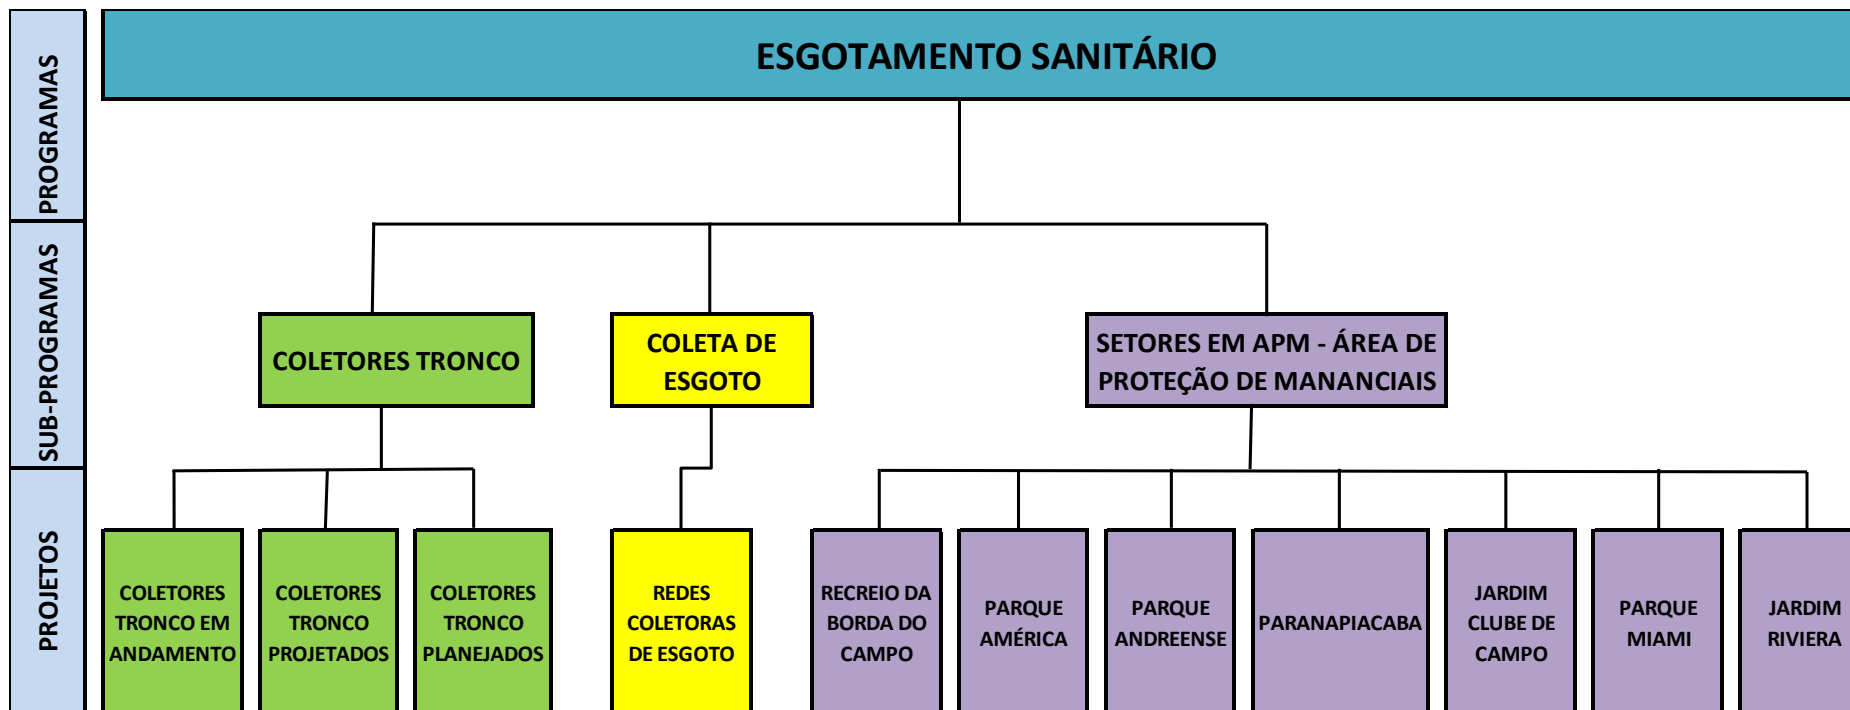 PROGRAMAS
ESGOTAMENTO SANITÁRIO
SUB-PROGRAMAS
COLETORES TRONCO
COLETA DE
ESGOTO
SETORES EM APM - ÁREA DE
PROTEÇÃO DE MANANCIAIS
PROJETOS
COLETORES
TRONCO EM
ANDAMENTO
COLETORES
TRONCO
PROJETADOS
COLETORES
TRONCO
PLANEJADOS
REDES
COLETORAS
DE ESGOTO
RECREIO DA
BORDA DO
CAMPO
PARQUE
AMÉRICA
PARQUE
ANDREENSE
PARANAPIACABA
JARDIM
CLUBE DE
CAMPO
PARQUE
MIAMI
JARDIM
RIVIERA